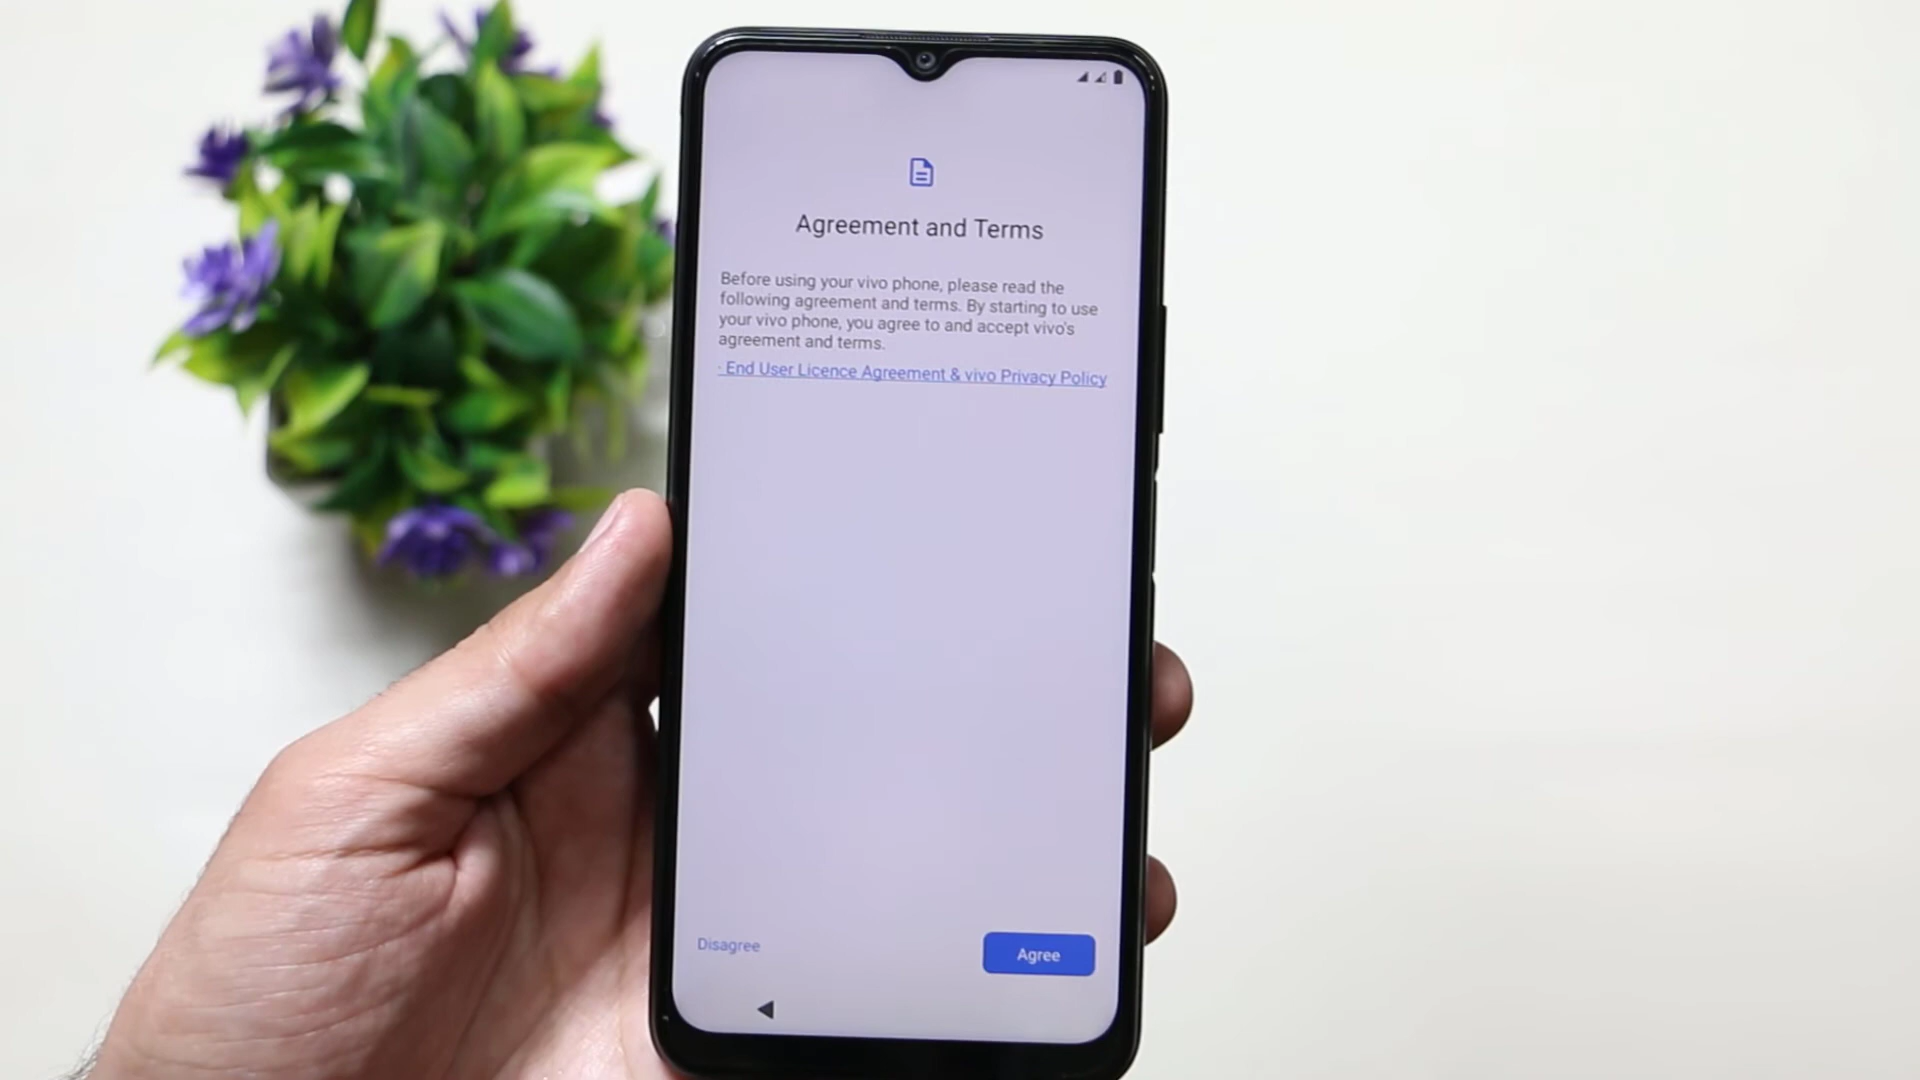 Agreement and Terms
Before using your vivo phone, please read the
following agreement and terms. By starting to use
your vivo phone, you agree to and accept vivo's
agreement and terms.
· End User Licence Agreement & vivo Privacy Policy
Disagree
Agree